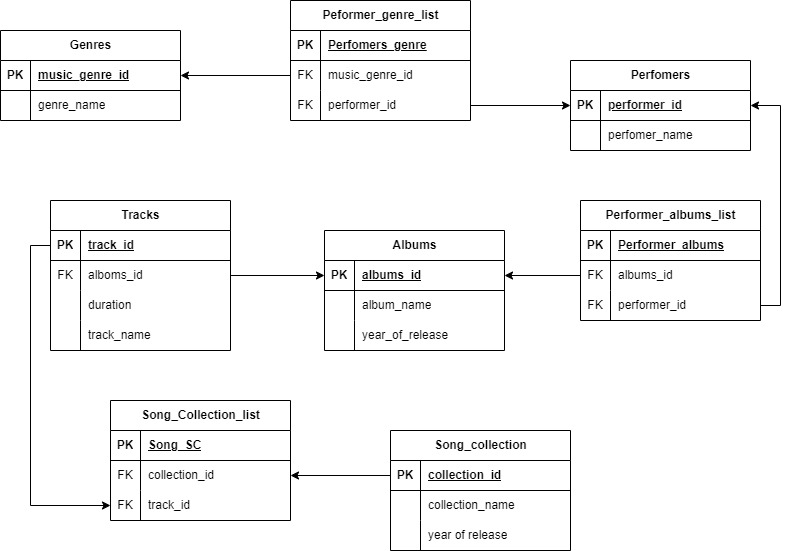 Peformer_genre_list
PK Perfomers_genre
FK music_genre_id
FK performer_id
Genres
PK music_genre_id
genre_name
Perfomers
PK performer_id
perfomer_name
Tracks
PK track_id
FK alboms_id
duration
track_name
Albums
PK albums_id
album_name
year_of_release
Performer_albums_list
PK Performer_albums
FK albums_id
FK performer_id
Song_Collection_list
PK Song_SC
FK collection_id
FK track_id
Song_collection
PK collection_id
collection_name
year of release